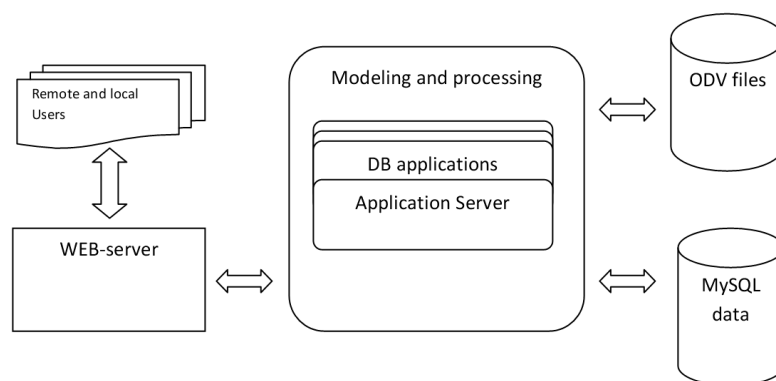 Remote and local
Users
WEB-server
Modeling and processing
DB applications
Application Server
ODV files
MySQL
data